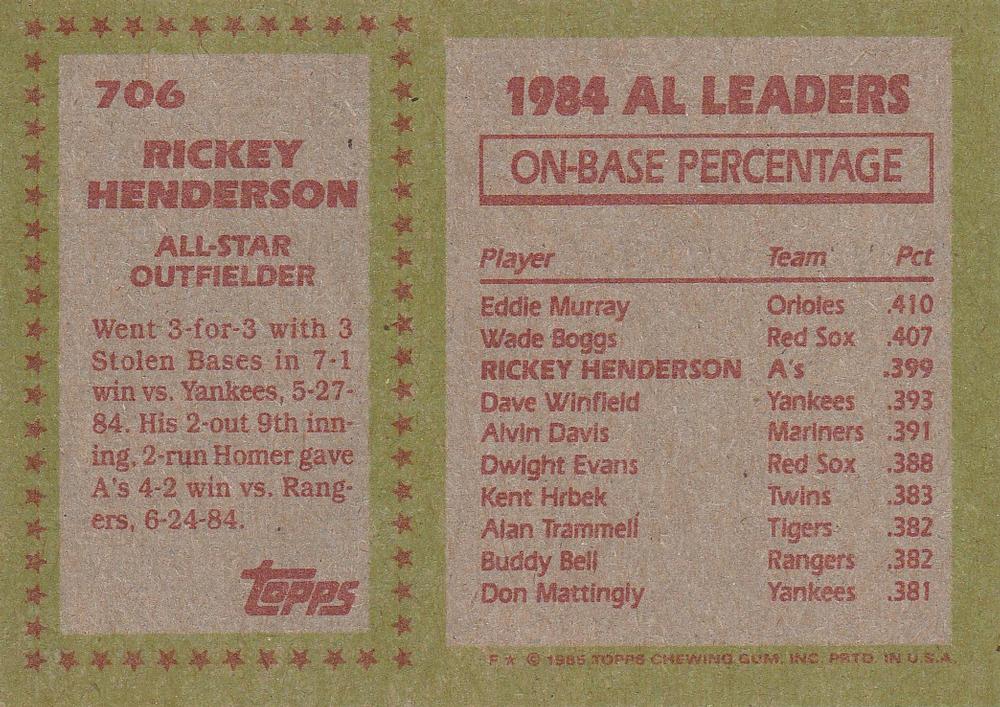 706
RICKEY
HENDERSON
ALL-STAR
OUTFIELDER
Went 3-for-3 with 3
Stolen Bases in 7-1
win vs. Yankees, 5-27-
84. His 2-out 9th inn-
ing, 2-run Homer gave
A's 4-2 win vs. Rang-
ers, 6-24-84.
topps
1984 AL LEADERS
ON-BASE PERCENTAGE
Player Team Pct
Eddie Murray Orioles .410
Wade Boggs Red Sox .407
RICKEY HENDERSON A's .399
Dave Winfield Yankees .393
Alvin Davis Mariners .391
Dwight Evans Red Sox .388
Kent Hrbek Twins .383
Alan Trammell Tigers .382
Buddy Bell Rangers .382
Don Mattingly Yankees .381
F ★ © 1985 TOPPS CHEWING GUM, INC. PRTD. IN U.S.A.